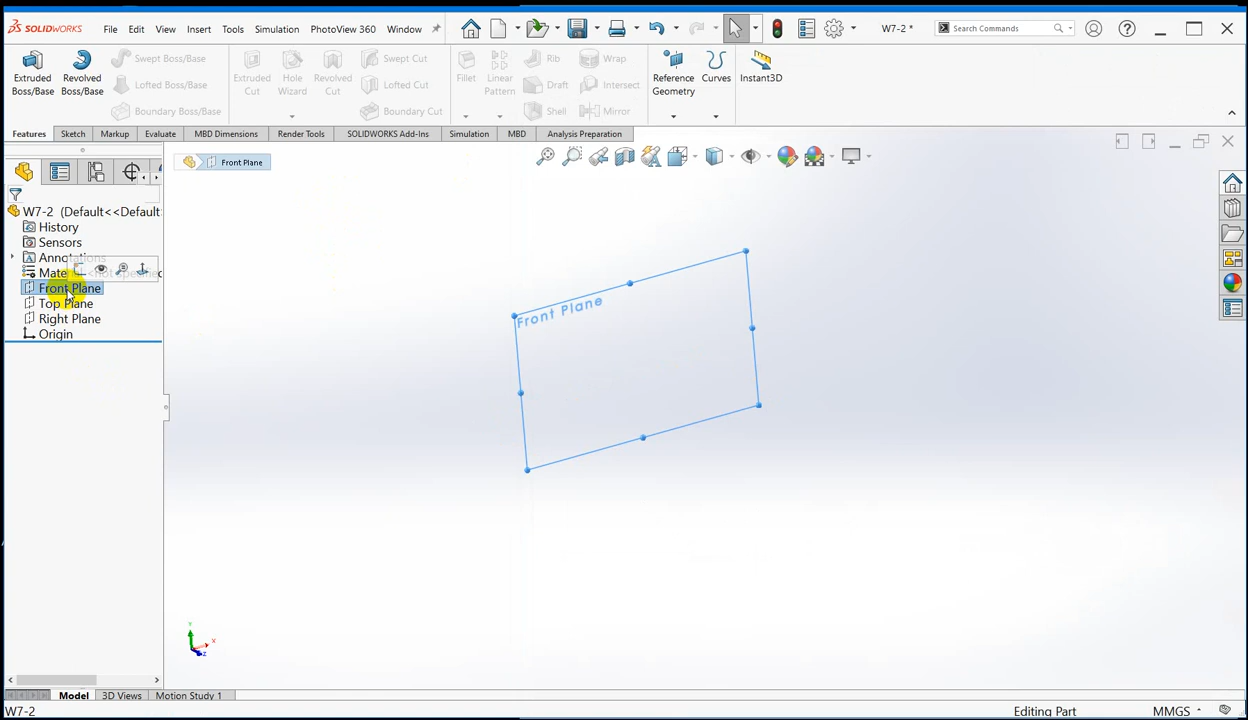 SOLIDWORKS File Edit View Insert Tools Simulation PhotoView 360 Window W7-2 * Search Commands
Extruded Boss/Base
Revolved Boss/Base
Swept Boss/Base
Lofted Boss/Base
Boundary Boss/Base
Extruded Cut
Hole Wizard
Revolved Cut
Swept Cut
Lofted Cut
Boundary Cut
Fillet
Linear Pattern
Rib
Draft
Shell
Wrap
Intersect
Mirror
Reference Geometry
Curves
Instant3D
Features Sketch Markup Evaluate MBD Dimensions Render Tools SOLIDWORKS Add-Ins Simulation MBD Analysis Preparation
Front Plane
W7-2 (Default<<Default
History
Sensors
Annotations
Mate
Front Plane
Top Plane
Right Plane
Origin
Front Plane
Y
X
Z
Model 3D Views Motion Study 1
W7-2 Editing Part MMGS